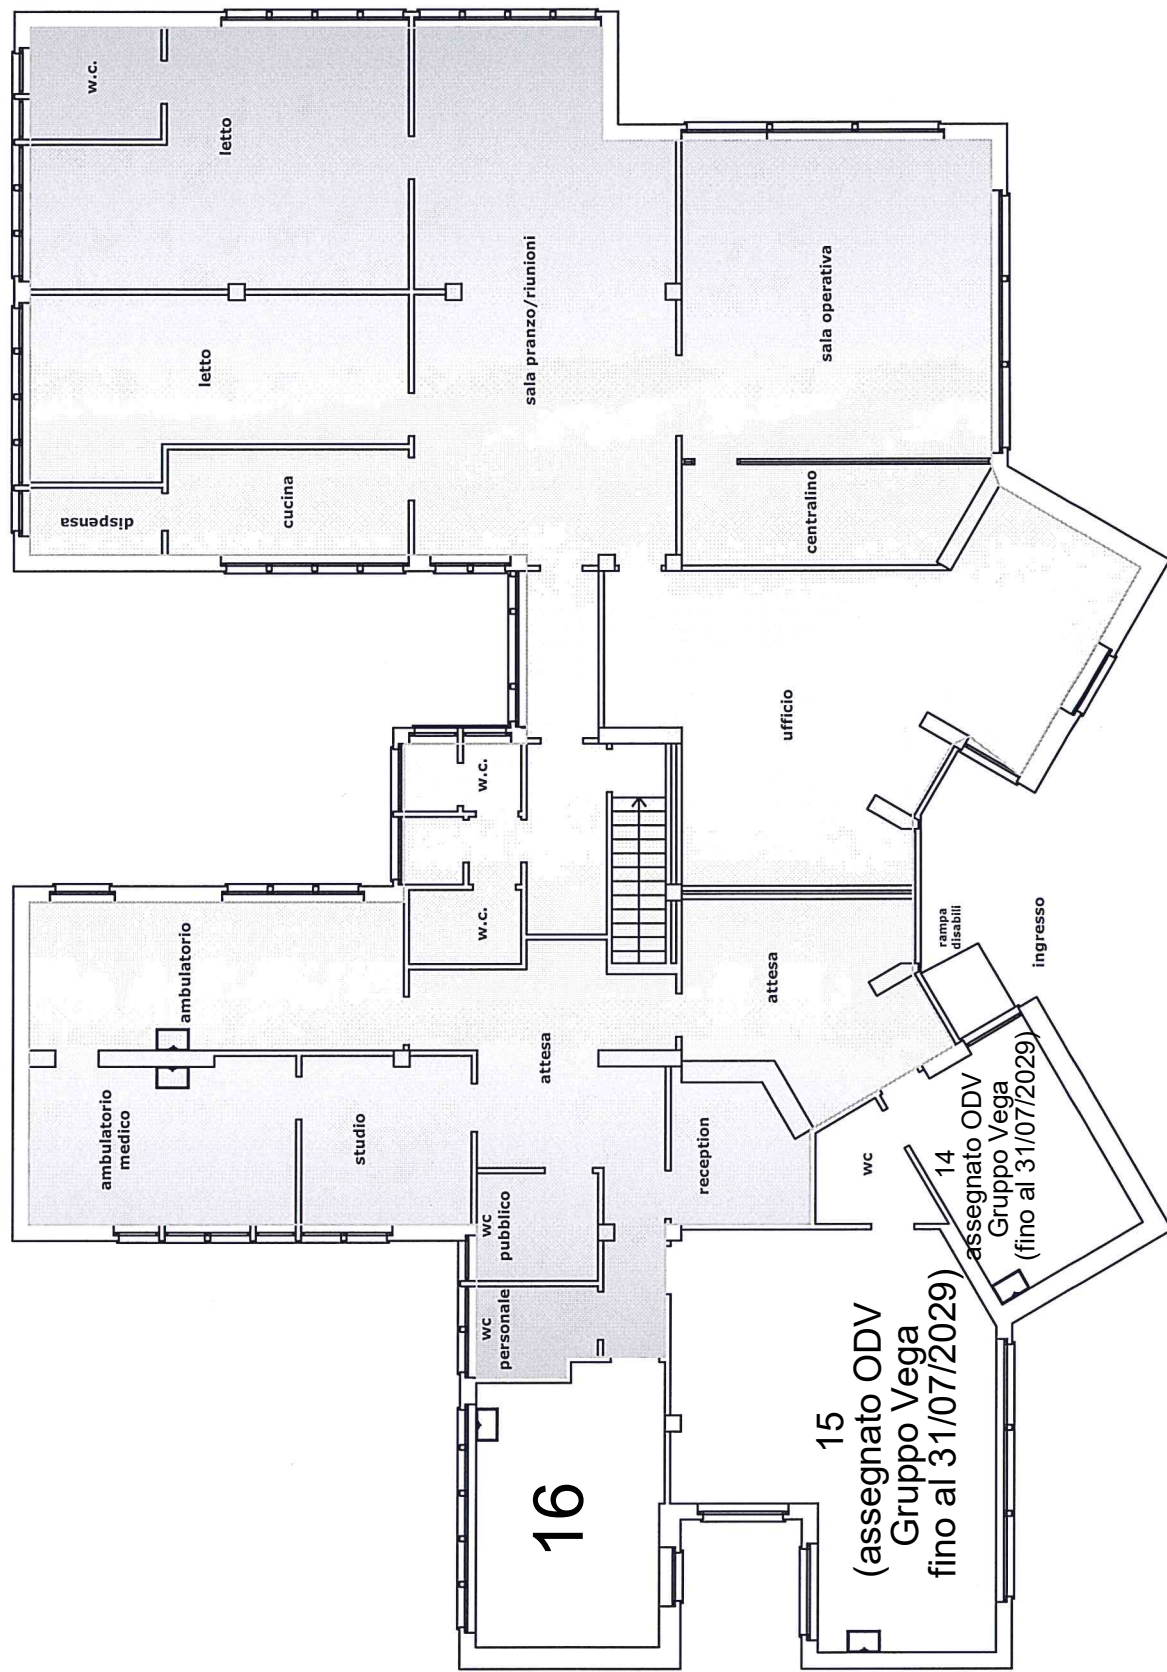 ambulatorio
medico
ambulatorio
studio
attesa
wc
pubblico
wc
personale
reception
16
15
(assegnato ODV
Gruppo Vega
fino al 31/07/2029)
14
assegnato ODV
Gruppo Vega
(fino al 31/07/2029)
wc
attesa
rampa
disabili
ingresso
w.c.
w.c.
ufficio
dispensa
cucina
letto
letto
w.c.
sala pranzo/riunioni
centralino
sala operativa